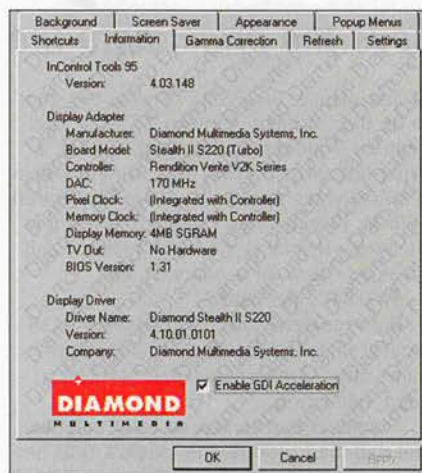 Background Screen Saver Appearance Popup Menus
Shortcuts Information Gamma Correction Refresh Settings
InControl Tools 95
Version: 4.03.148
Display Adapter
Manufacturer: Diamond Multimedia Systems, Inc.
Board Model: Stealth II S220 (Turbo)
Controller: Rendition Verite V2K Series
DAC: 170 MHz
Pixel Clock: (Integrated with Controller)
Memory Clock: (Integrated with Controller)
Display Memory: 4MB SGRAM
TV Out: No Hardware
BIOS Version: 1.31
Display Driver
Driver Name: Diamond Stealth II S220
Version: 4.10.01.0101
Company: Diamond Multimedia Systems, Inc.
Enable GDI Acceleration
DIAMOND
MULTIMEDIA
OK Cancel Apply